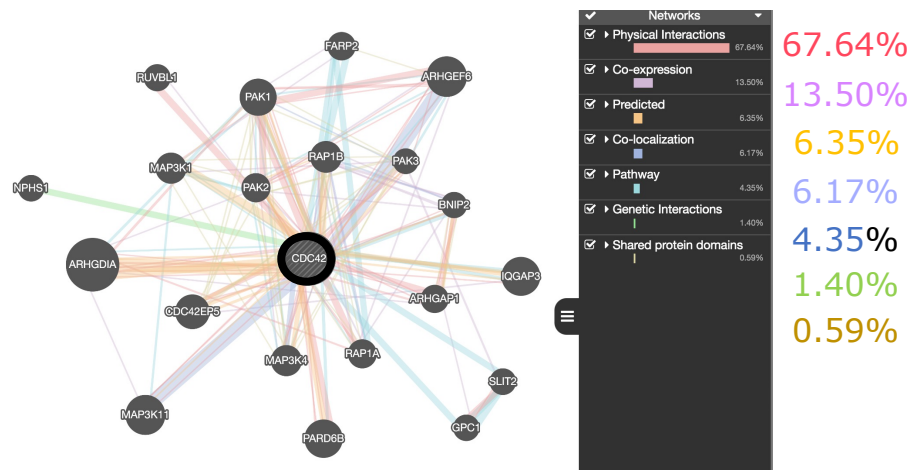 FARP2
RUVBL1
ARHGEF6
PAK1
RAP1B
PAK3
MAP3K1
PAK2
NPHS1
BNIP2
CDC42
ARHGDIA
IQGAP3
ARHGAP1
CDC42EP5
MAP3K4
RAP1A
SLIT2
MAP3K11
GPC1
PARD6B
Networks
Physical Interactions
67.64%
Co-expression
13.50%
Predicted
6.35%
Co-localization
6.17%
Pathway
4.35%
Genetic Interactions
1.40%
Shared protein domains
0.59%
67.64%
13.50%
6.35%
6.17%
4.35%
1.40%
0.59%